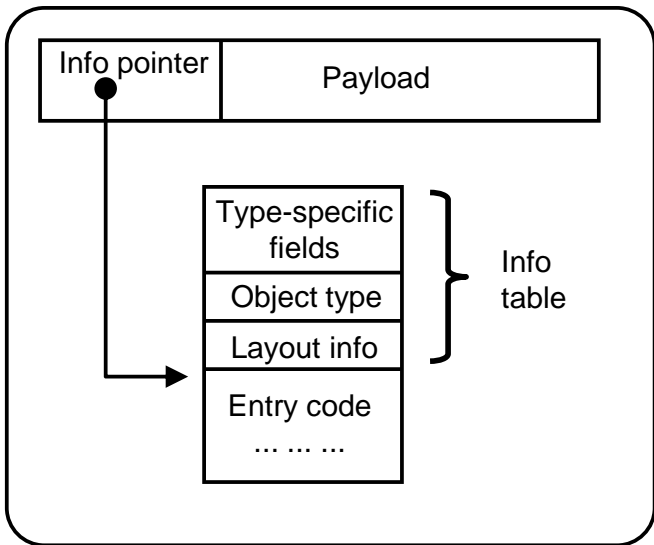 Info pointer
Payload
Type-specific
fields
Object type
Layout info
Info
table
Entry code
... ... ...